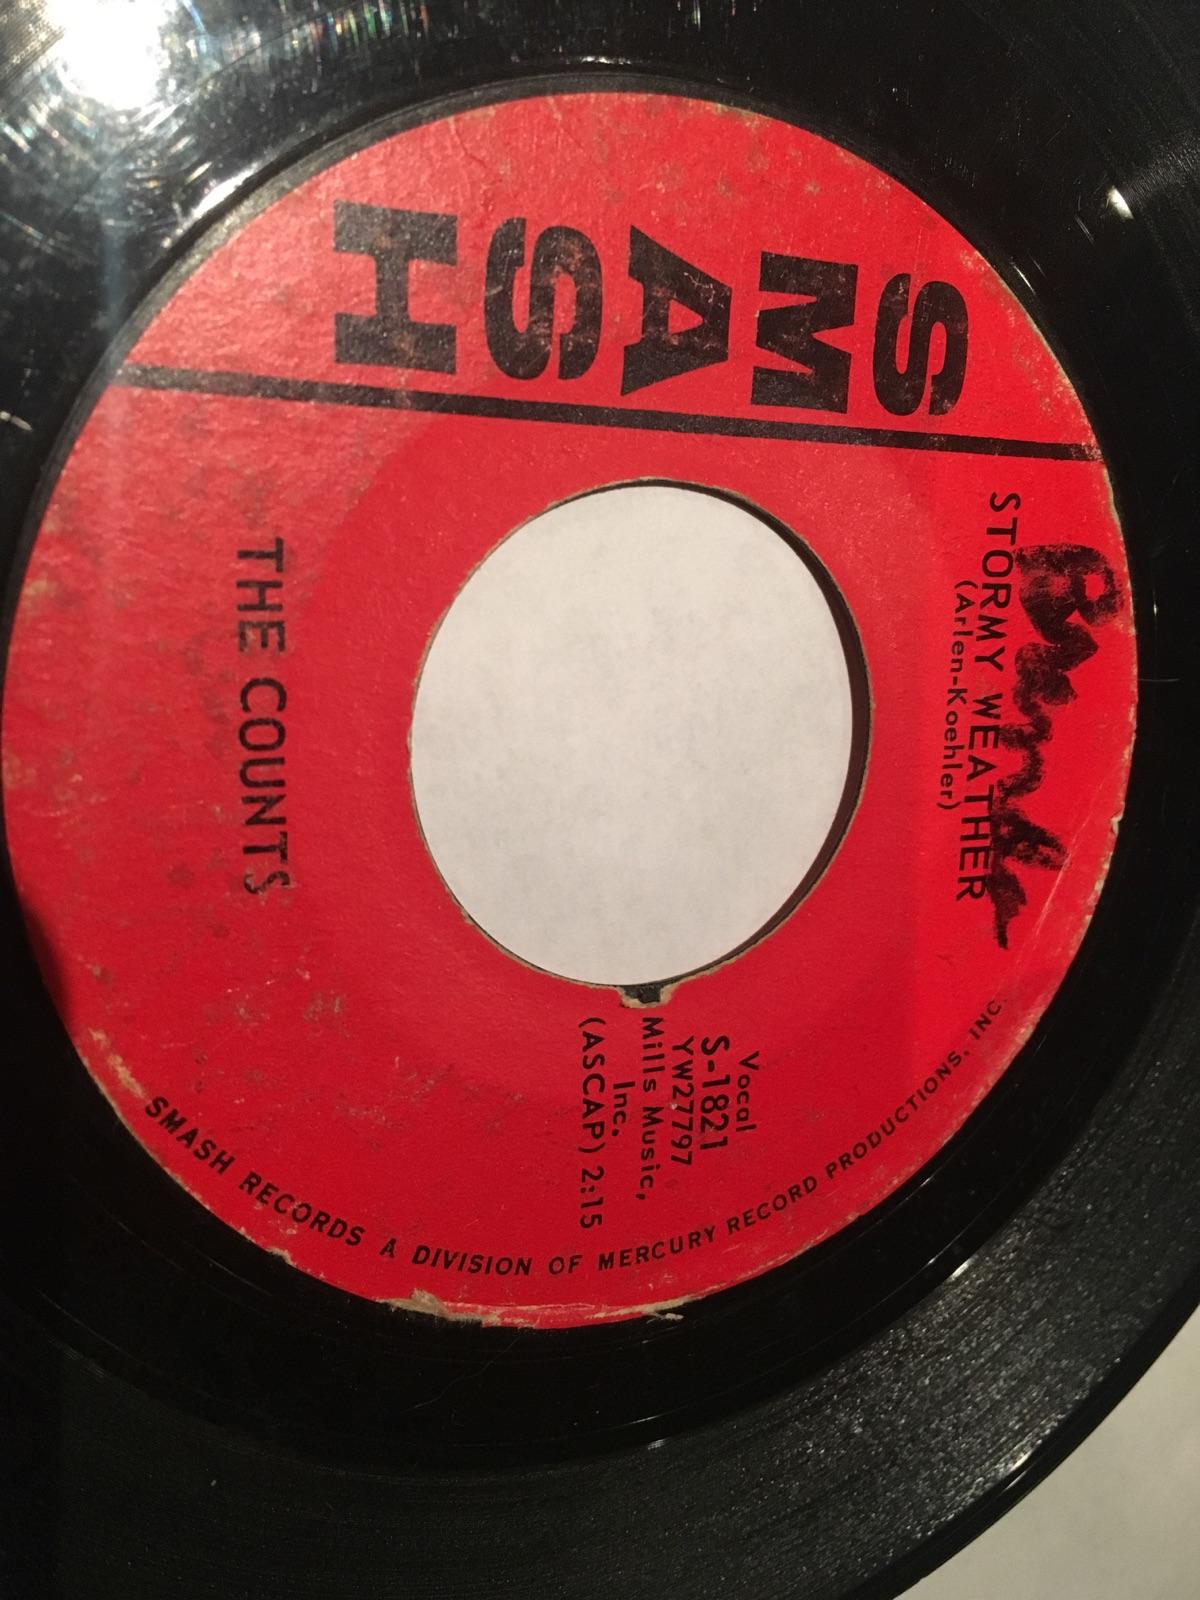 SMASH
STORMY WEATHER
(Arlen-Koehler)
Vocal
S-1821
YW27797
Mills Music,
Inc.
(ASCAP) 2:15
THE COUNTS
SMASH RECORDS A DIVISION OF MERCURY RECORD PRODUCTIONS, INC.